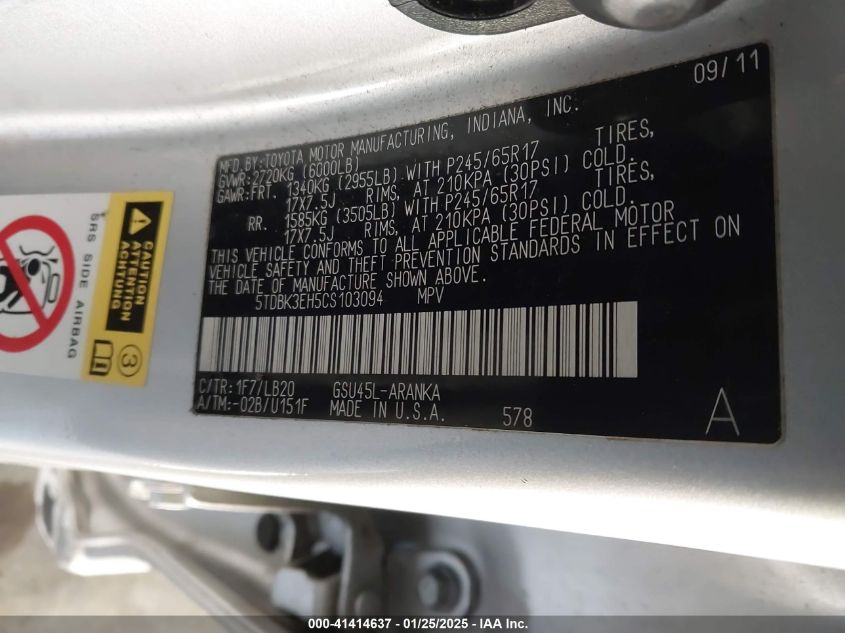 09/11
MFD.BY:TOYOTA MOTOR MANUFACTURING, INDIANA, INC.
GVWR:2720KG (6000LB)
GAWR:FRT. 1340KG (2955LB) WITH P245/65R17 TIRES,
17X7.5J RIMS, AT 210KPA (30PSI) COLD.
RR. 1585KG (3505LB) WITH P245/65R17 TIRES,
17X7.5J RIMS, AT 210KPA (30PSI) COLD.
THIS VEHICLE CONFORMS TO ALL APPLICABLE FEDERAL MOTOR
VEHICLE SAFETY AND THEFT PREVENTION STANDARDS IN EFFECT ON
THE DATE OF MANUFACTURE SHOWN ABOVE.
5TDBK3EH5CS103094 MPV
C/TR:1F7/LB20 GSU45L-ARANKA
A/TM:-02B/U151F MADE IN U.S.A. 578
A
SRS SIDE AIRBAG
CAUTION
ATTENTION
ACHTUNG
3
000-41414637 - 01/25/2025 - IAA Inc.